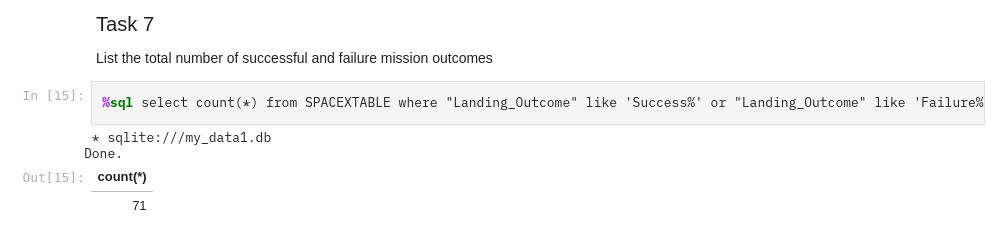 Task 7
List the total number of successful and failure mission outcomes
In [15]: %sql select count(*) from SPACEXTABLE where "Landing_Outcome" like 'Success%' or "Landing_Outcome" like 'Failure%
* sqlite:///my_data1.db
Done.
Out[15]: count(*)
71